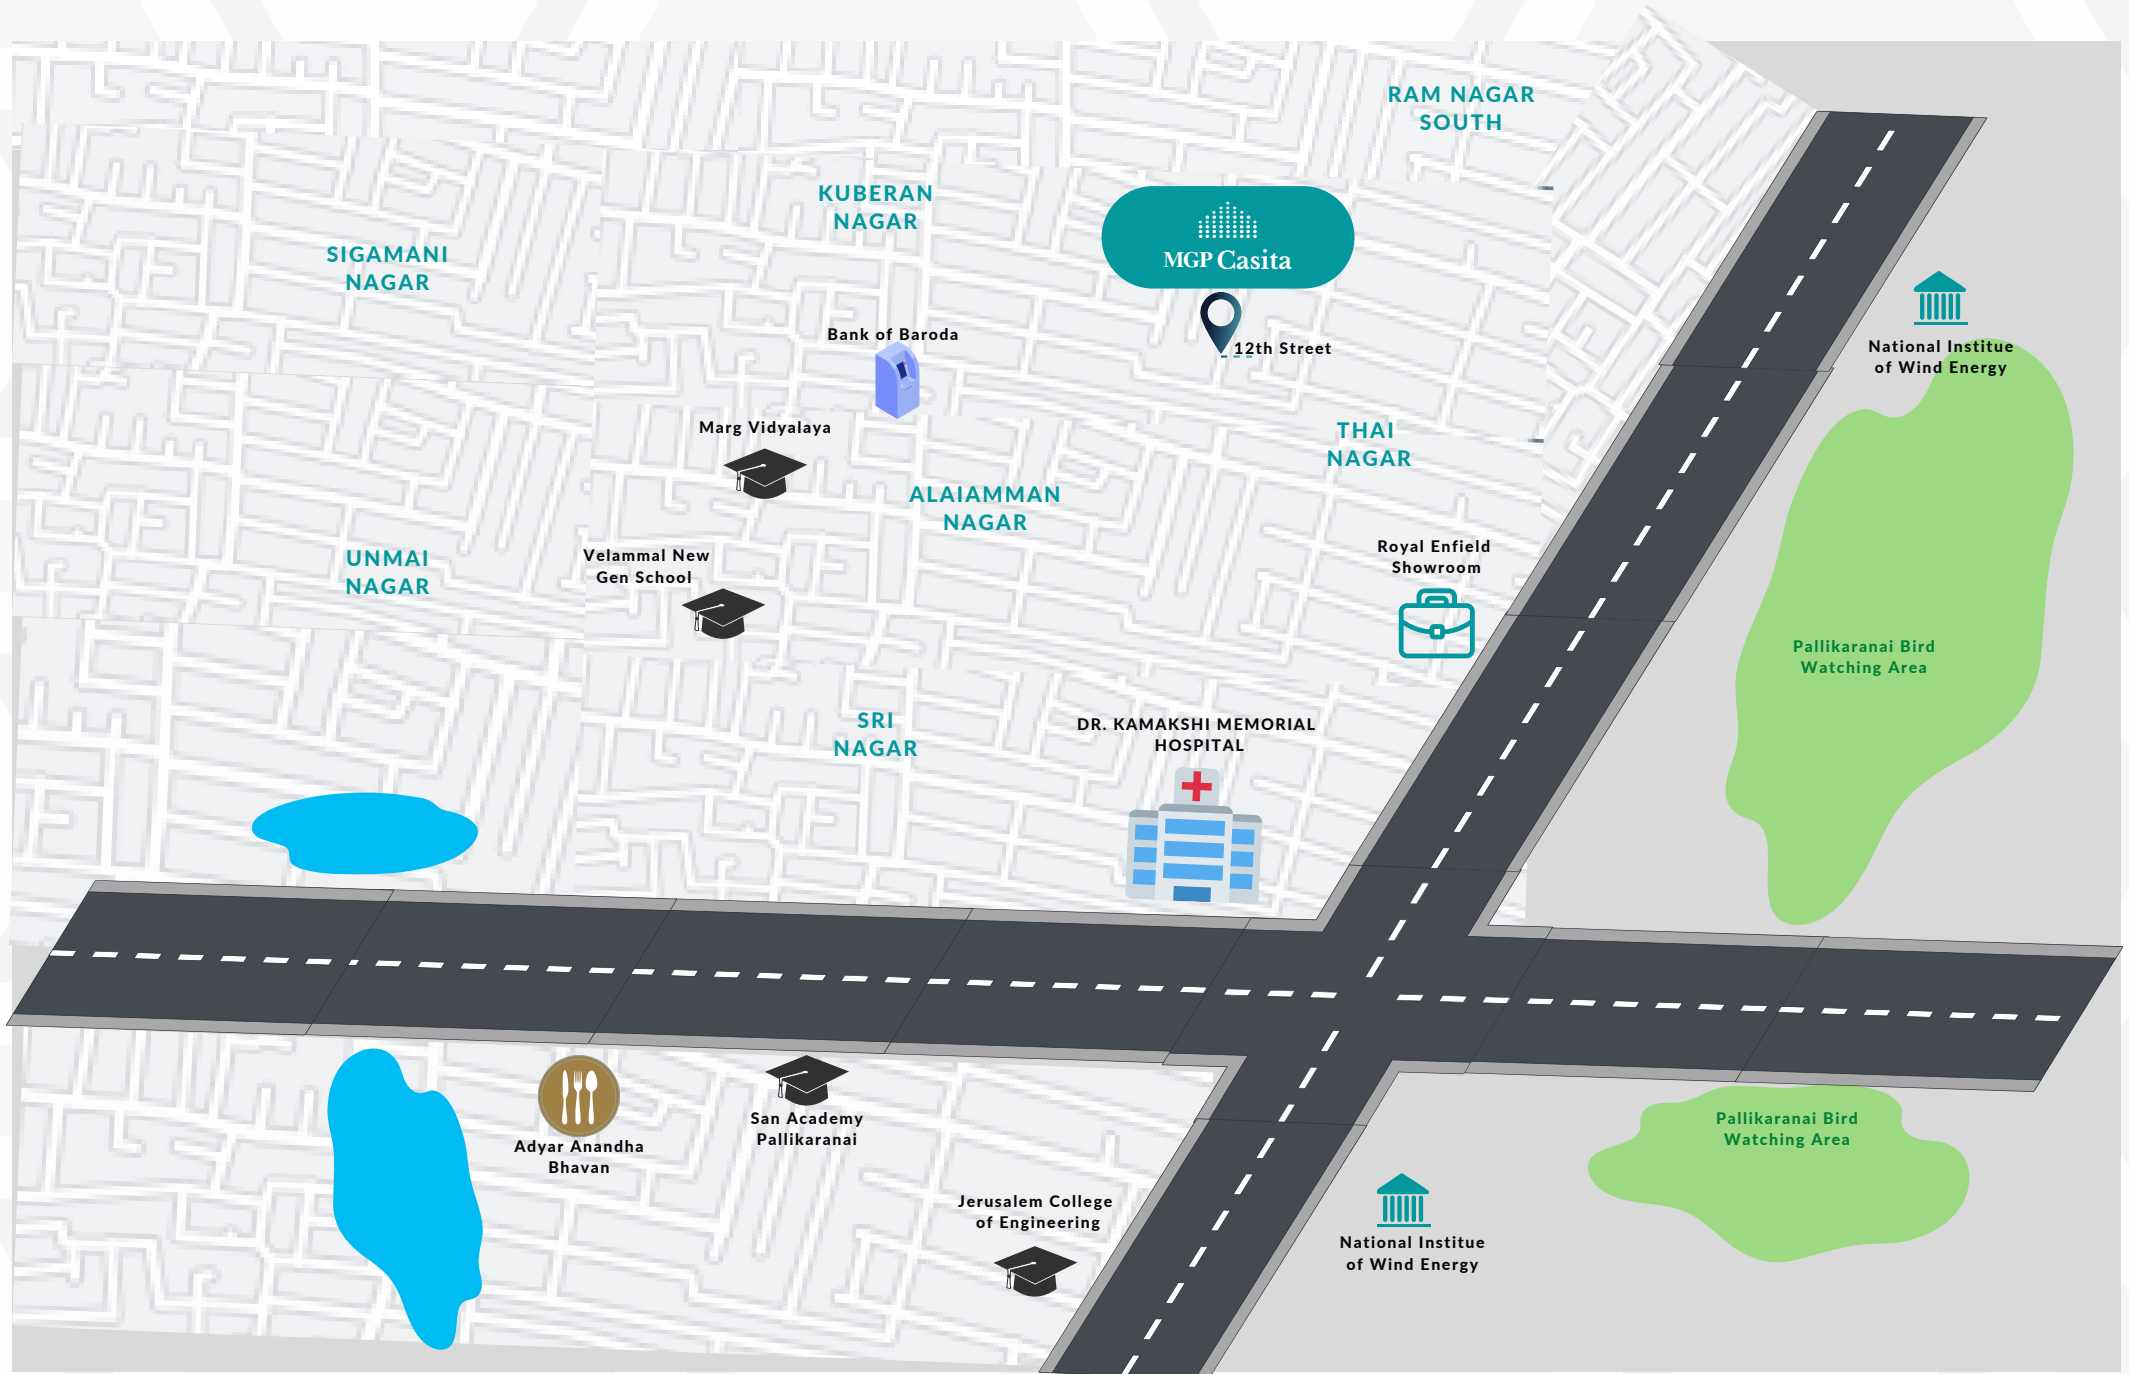 RAM NAGAR
SOUTH
KUBERAN
NAGAR
MGP Casita
SIGAMANI
NAGAR
National Institue
of Wind Energy
Bank of Baroda
12th Street
Marg Vidyalaya
THAI
NAGAR
ALAIAMMAN
NAGAR
Velammal New
Gen School
UNMAI
NAGAR
Royal Enfield
Showroom
Pallikaranai Bird
Watching Area
SRI
NAGAR
DR. KAMAKSHI MEMORIAL
HOSPITAL
Adyar Anandha
Bhavan
San Academy
Pallikaranai
Pallikaranai Bird
Watching Area
Jerusalem College
of Engineering
National Institue
of Wind Energy